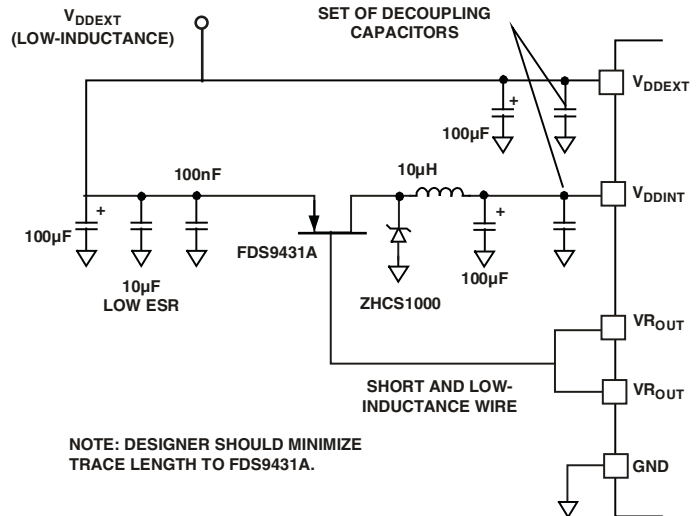 V_DDEXT
(LOW-INDUCTANCE)
SET OF DECOUPLING
CAPACITORS
V_DDEXT
+
100µF
100nF
10µH
V_DDINT
+
100µF
10µF
LOW ESR
FDS9431A
ZHCS1000
+
100µF
VR_OUT
SHORT AND LOW-
INDUCTANCE WIRE
VR_OUT
NOTE: DESIGNER SHOULD MINIMIZE
TRACE LENGTH TO FDS9431A.
GND